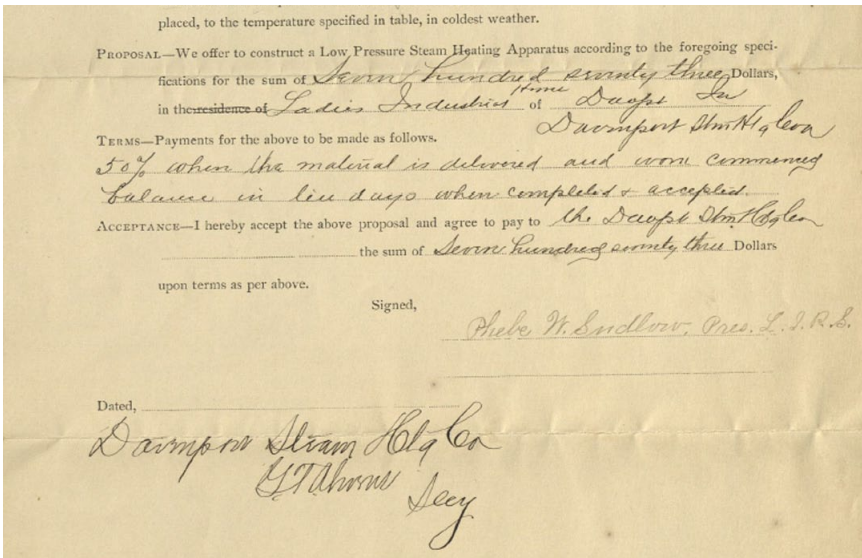 placed, to the temperature specified in table, in coldest weather.
PROPOSAL—We offer to construct a Low Pressure Steam Heating Apparatus according to the foregoing speci-
fications for the sum of Seven hundred seventy three Dollars,
in the residence of Ladies Industrial Home of Davpt Ia
Davenport Stm Htg Co
TERMS—Payments for the above to be made as follows.
50% when the material is delivered and work commenced
balance in ten days when completed & accepted.
ACCEPTANCE—I hereby accept the above proposal and agree to pay to the Davpt Stm Htg Co
the sum of Seven hundred seventy three Dollars
upon terms as per above.
Signed,
Phebe W. Sudlow, Pres. L. I. R. S.
Dated,
Davenport Steam Htg Co
Secy